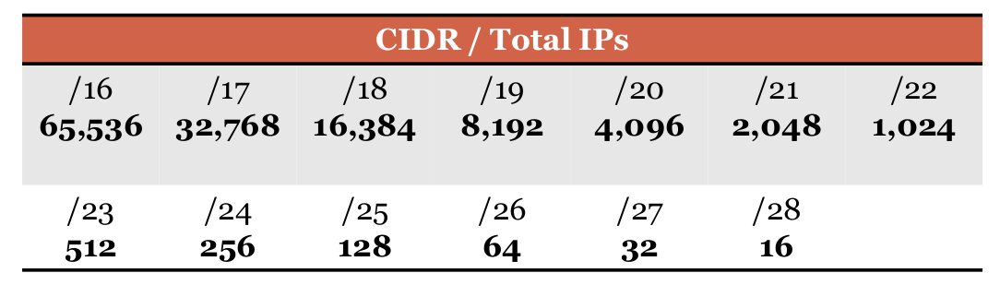 CIDR / Total IPs
/16 /17 /18 /19 /20 /21 /22
65,536 32,768 16,384 8,192 4,096 2,048 1,024
/23 /24 /25 /26 /27 /28
512 256 128 64 32 16